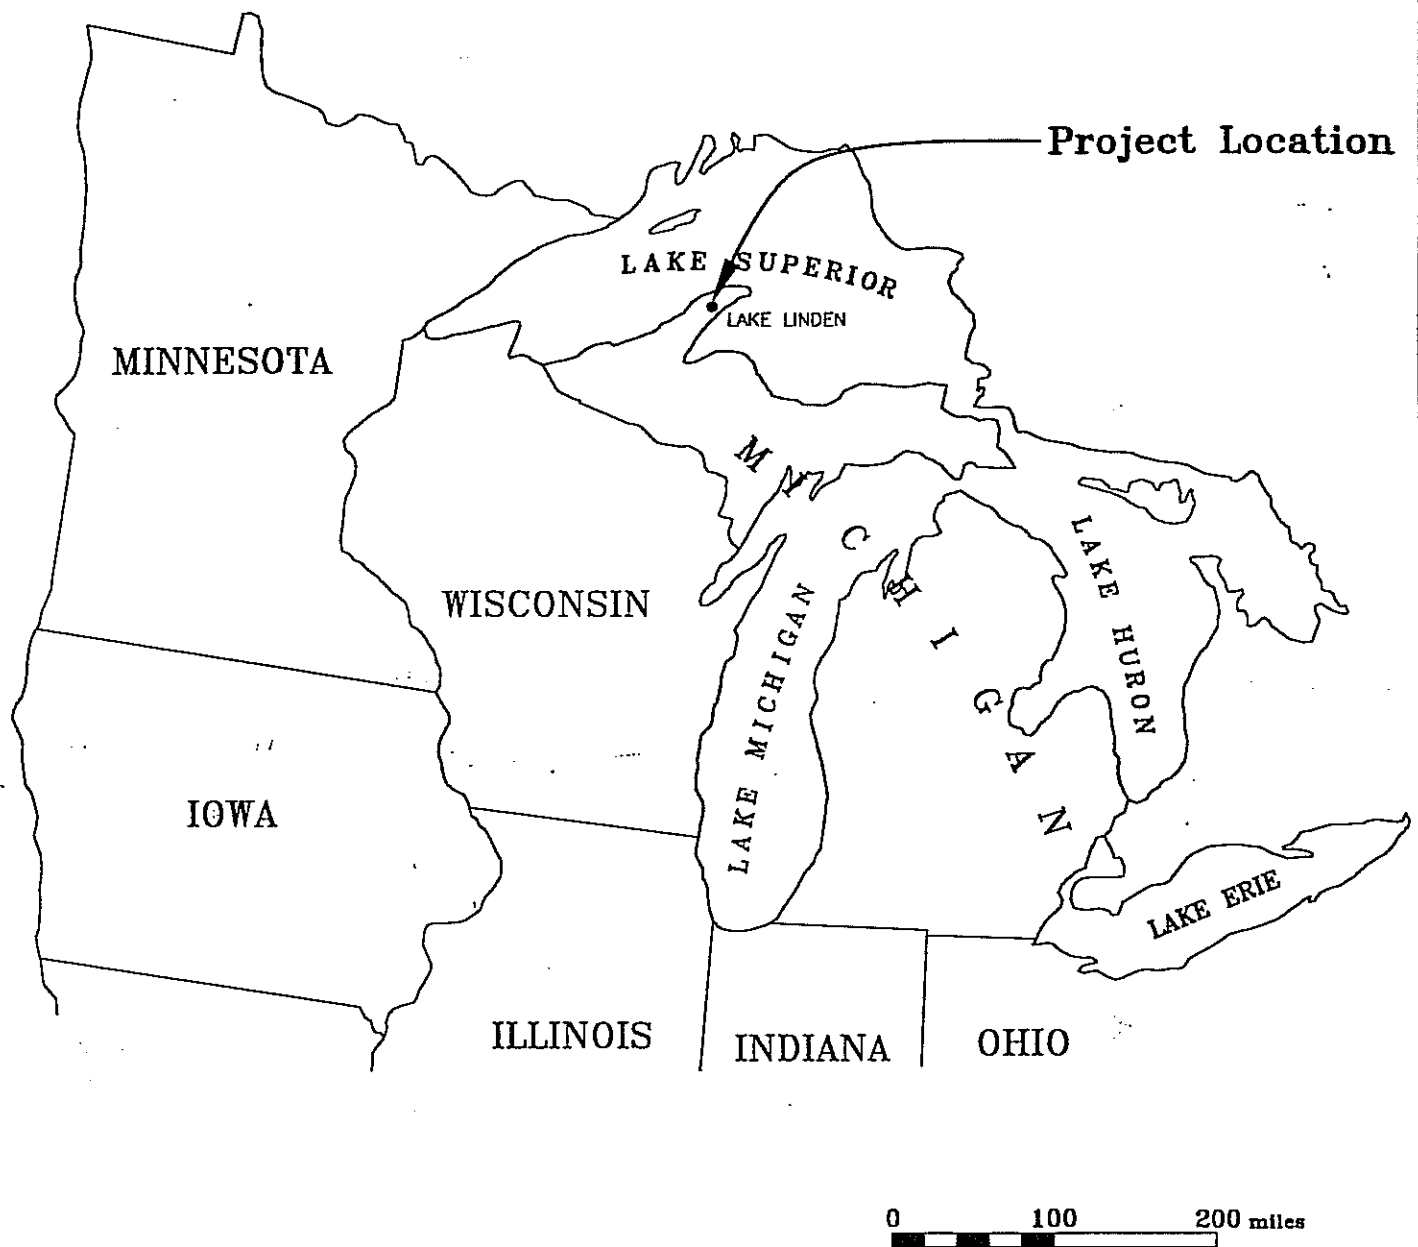 Project Location
LAKE SUPERIOR
LAKE LINDEN
MINNESOTA
MICHIGAN
LAKE HURON
WISCONSIN
LAKE MICHIGAN
IOWA
LAKE ERIE
ILLINOIS
INDIANA
OHIO
0 100 200 miles